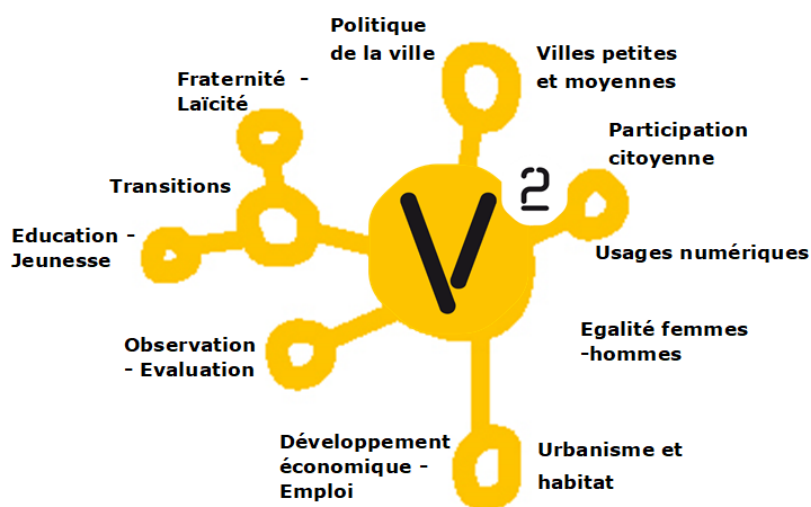 Politique
de la ville
Villes petites
et moyennes
Fraternité -
Laïcité
Participation
citoyenne
Transitions
V2
Education -
Jeunesse
Usages numériques
Observation
- Evaluation
Egalité femmes
-hommes
Développement
économique -
Emploi
Urbanisme et
habitat